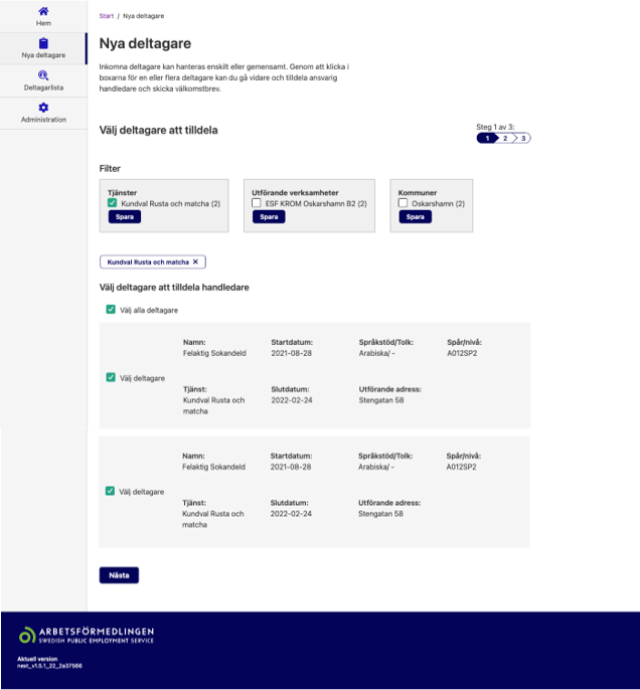 Hem
Nya deltagare
Deltagarlista
Administration
Start / Nya deltagare
Nya deltagare
Inkomna deltagare kan hanteras enskilt eller gemensamt. Genom att klicka i
boxarna för en eller flera deltagare kan du gå vidare och tilldela ansvarig
handledare och skicka välkomstbrev.
Välj deltagare att tilldela
Steg 1 av 3:
1 2 3
Filter
Tjänster
Kundval Rusta och matcha (2)
Spara
Utförande verksamheter
ESF KROM Oskarshamn B2 (2)
Spara
Kommuner
Oskarshamn (2)
Spara
Kundval Rusta och matcha X
Välj deltagare att tilldela handledare
Välj alla deltagare
Välj deltagare
Namn: Startdatum: Språkstöd/Tolk: Spår/nivå:
Felaktig Sokandeld 2021-08-28 Arabiska/ - A012SP2
Tjänst: Slutdatum: Utförande adress:
Kundval Rusta och 2022-02-24 Stengatan 58
matcha
Välj deltagare
Namn: Startdatum: Språkstöd/Tolk: Spår/nivå:
Felaktig Sokandeld 2021-08-28 Arabiska/ - A012SP2
Tjänst: Slutdatum: Utförande adress:
Kundval Rusta och 2022-02-24 Stengatan 58
matcha
Nästa
ARBETSFÖRMEDLINGEN
SWEDISH PUBLIC EMPLOYMENT SERVICE
Aktuell version
next_v1.5.1_22_2a37566